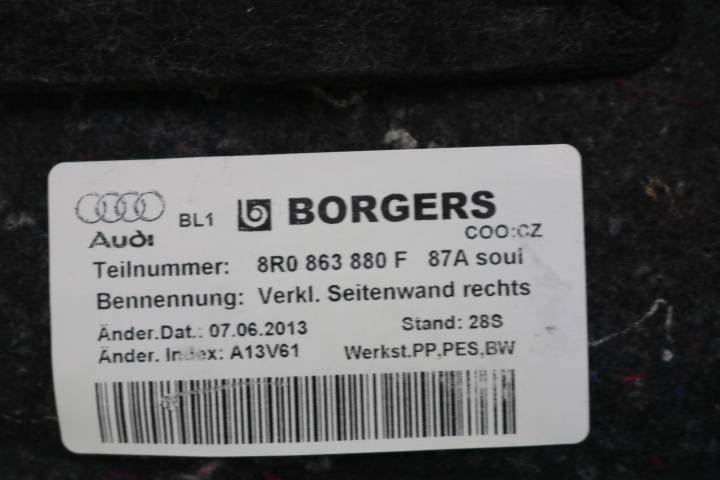 BL1 BORGERS
Audi COO:CZ
Teilnummer: 8R0 863 880 F 87A soul
Bennennung: Verkl. Seitenwand rechts
Änder.Dat.: 07.06.2013 Stand: 28S
Änder. Index: A13V61 Werkst.PP,PES,BW